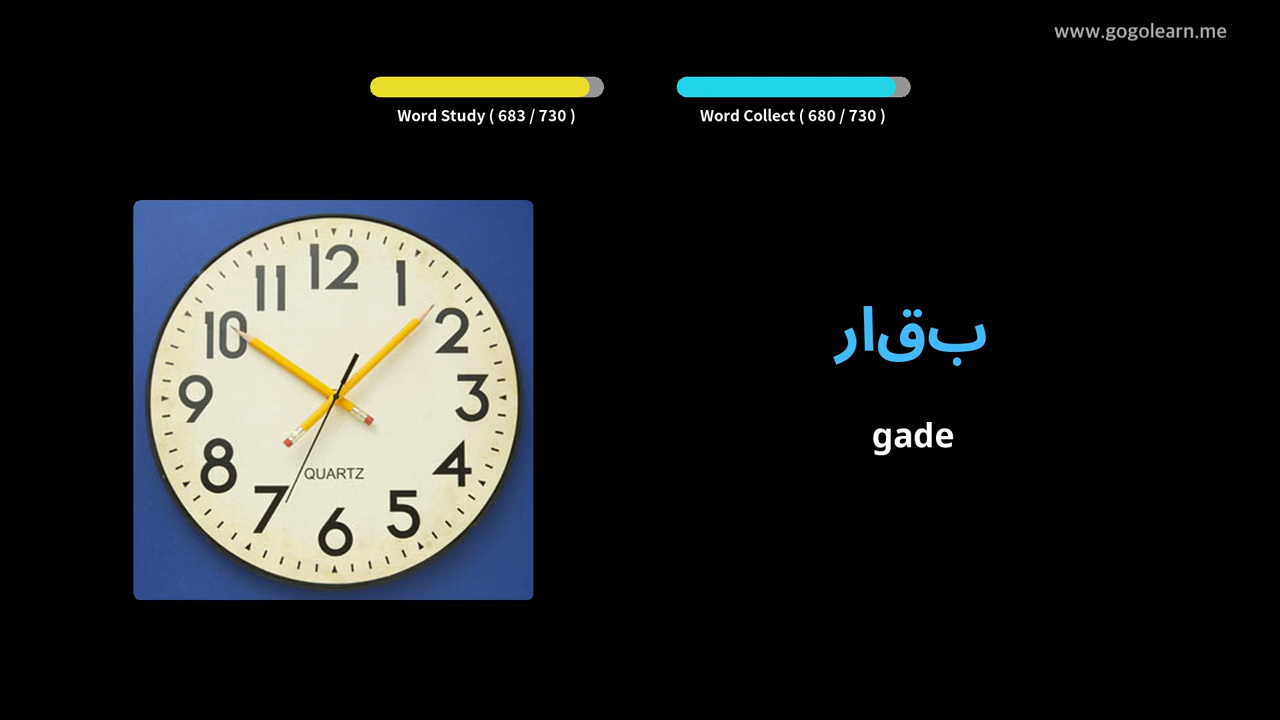 www.gogolearn.me
Word Study ( 683 / 730 )
Word Collect ( 680 / 730 )
12
11
1
10
2
9
3
8
4
QUARTZ
7
5
6
ب‌ق‌ار
gade